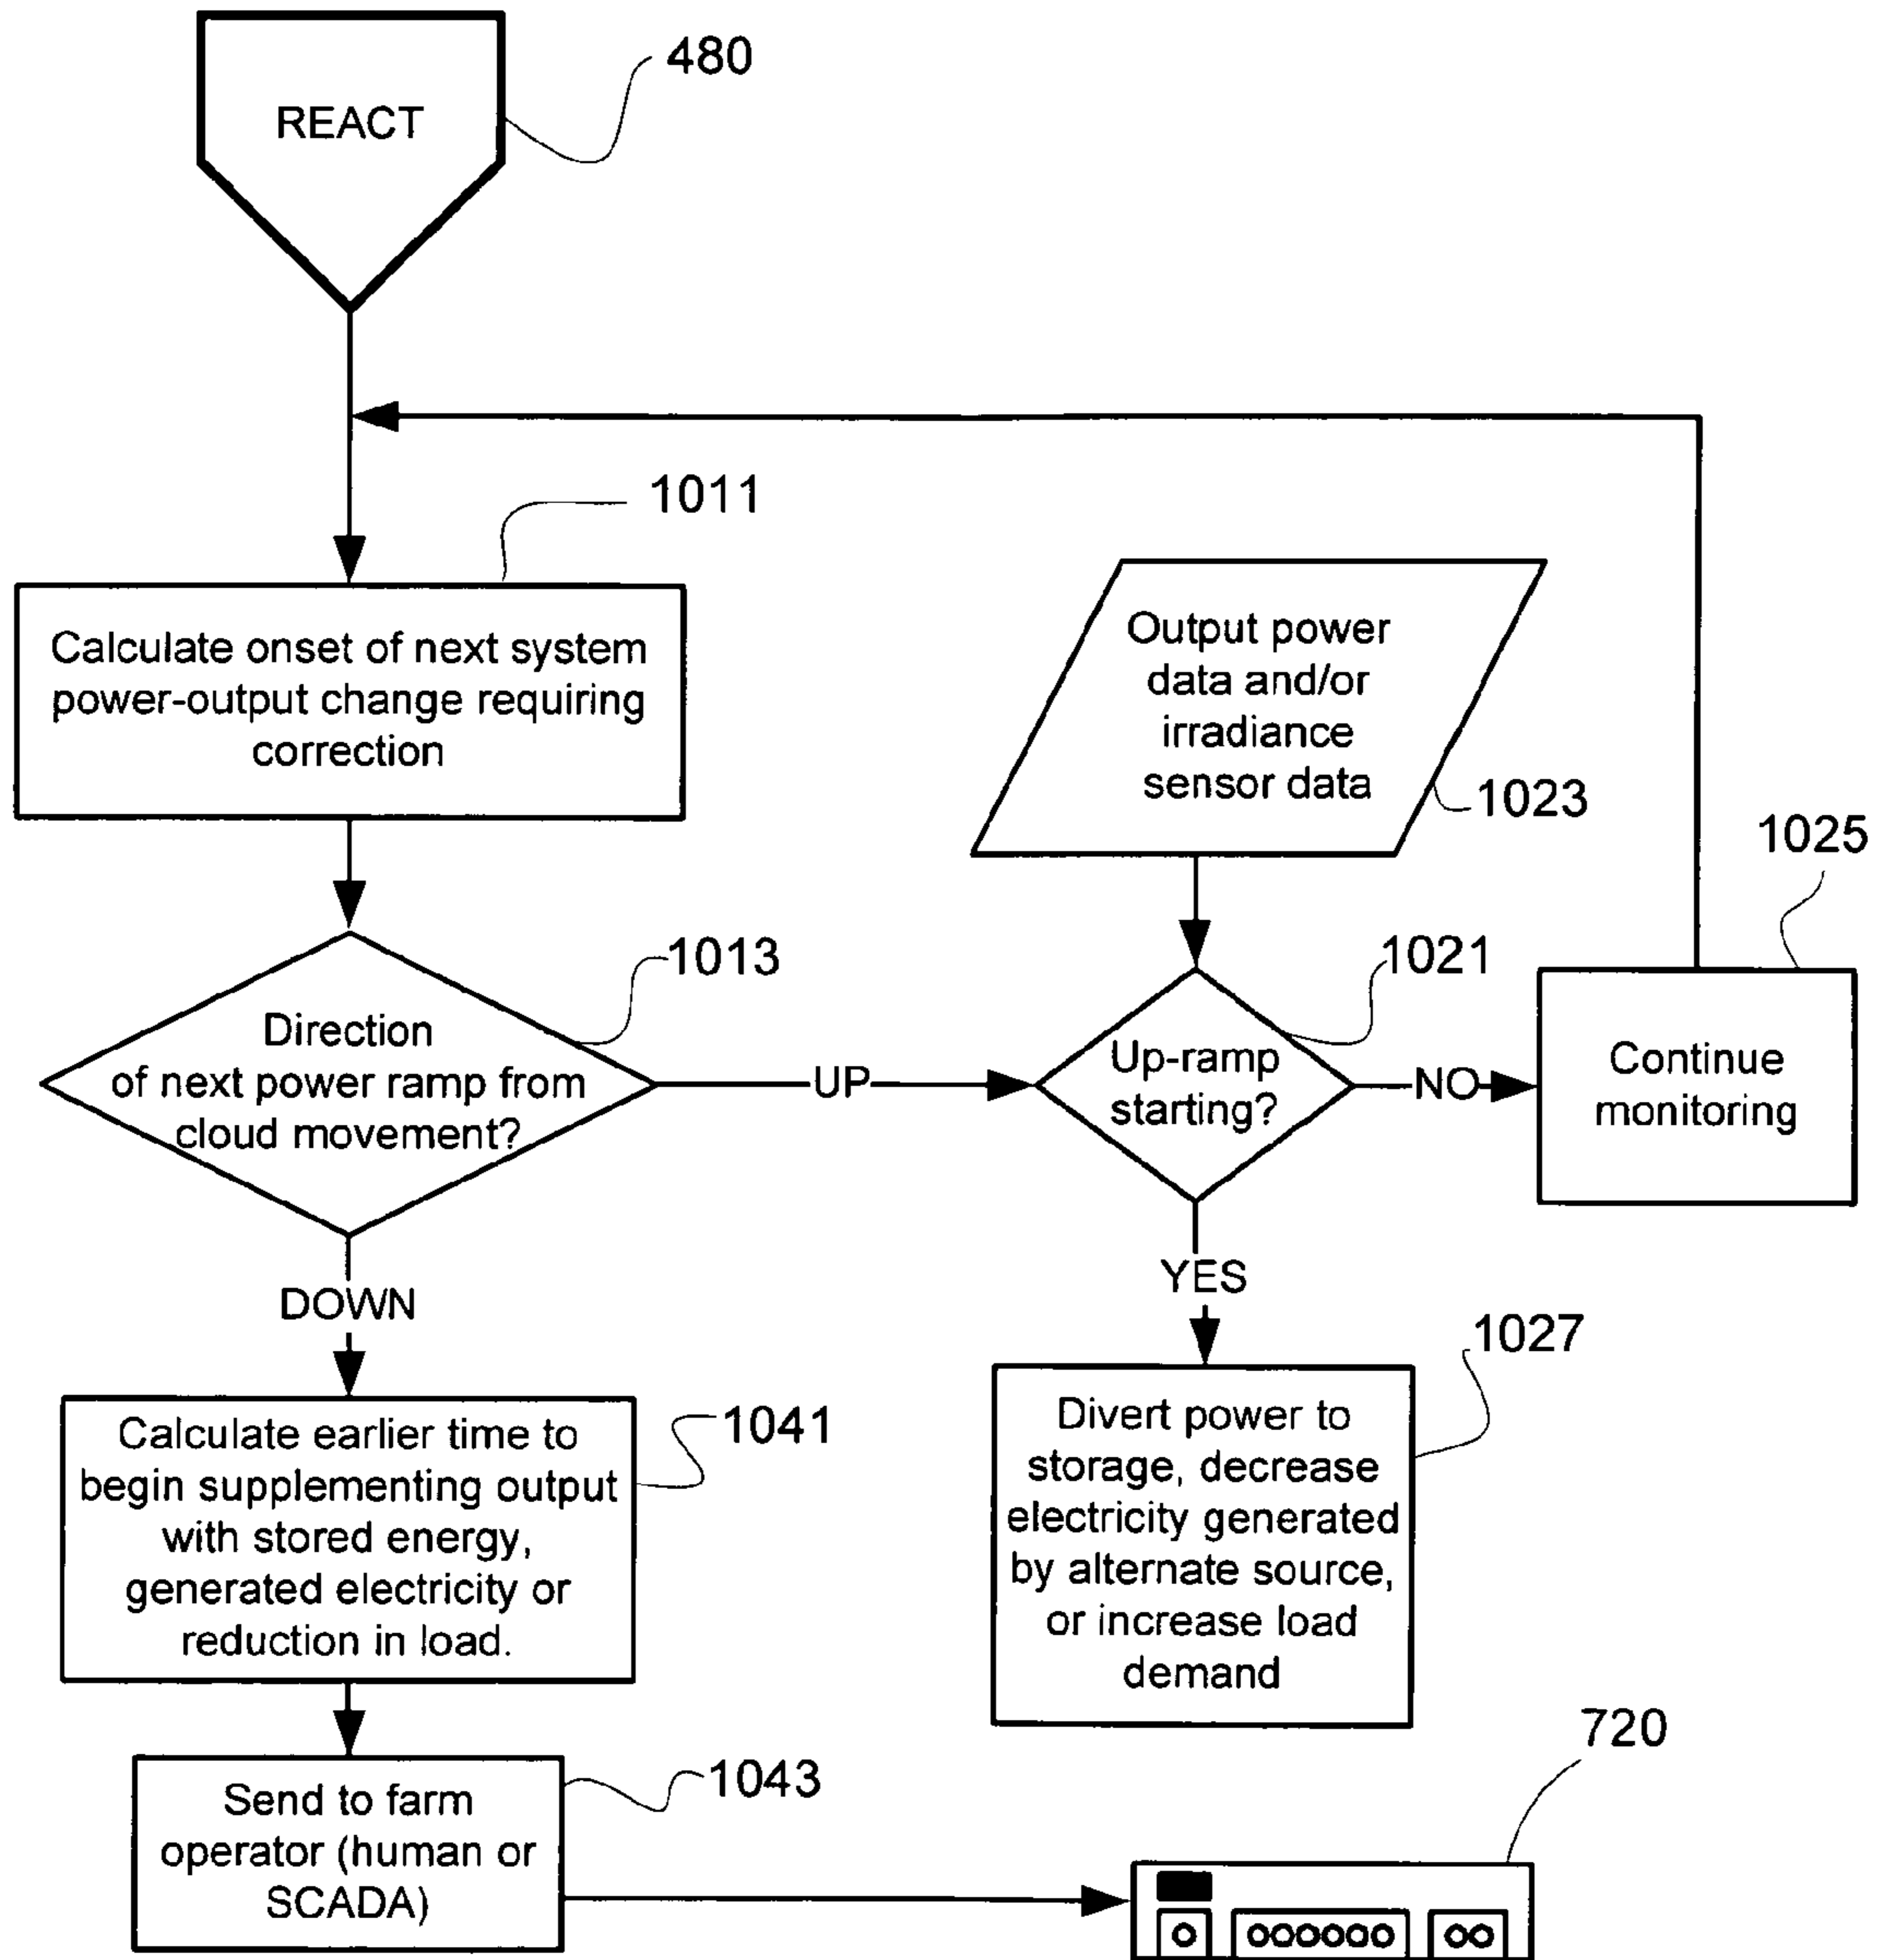 REACT
480
1011
Calculate onset of next system
power-output change requiring
correction
Output power
data and/or
irradiance
sensor data
1023
1025
1013
Direction
of next power ramp from
cloud movement?
UP
1021
Up-ramp
starting?
NO
Continue
monitoring
DOWN
YES
1027
Calculate earlier time to
begin supplementing output
with stored energy,
generated electricity or
reduction in load.
1041
Divert power to
storage, decrease
electricity generated
by alternate source,
or increase load
demand
Send to farm
operator (human or
SCADA)
1043
720